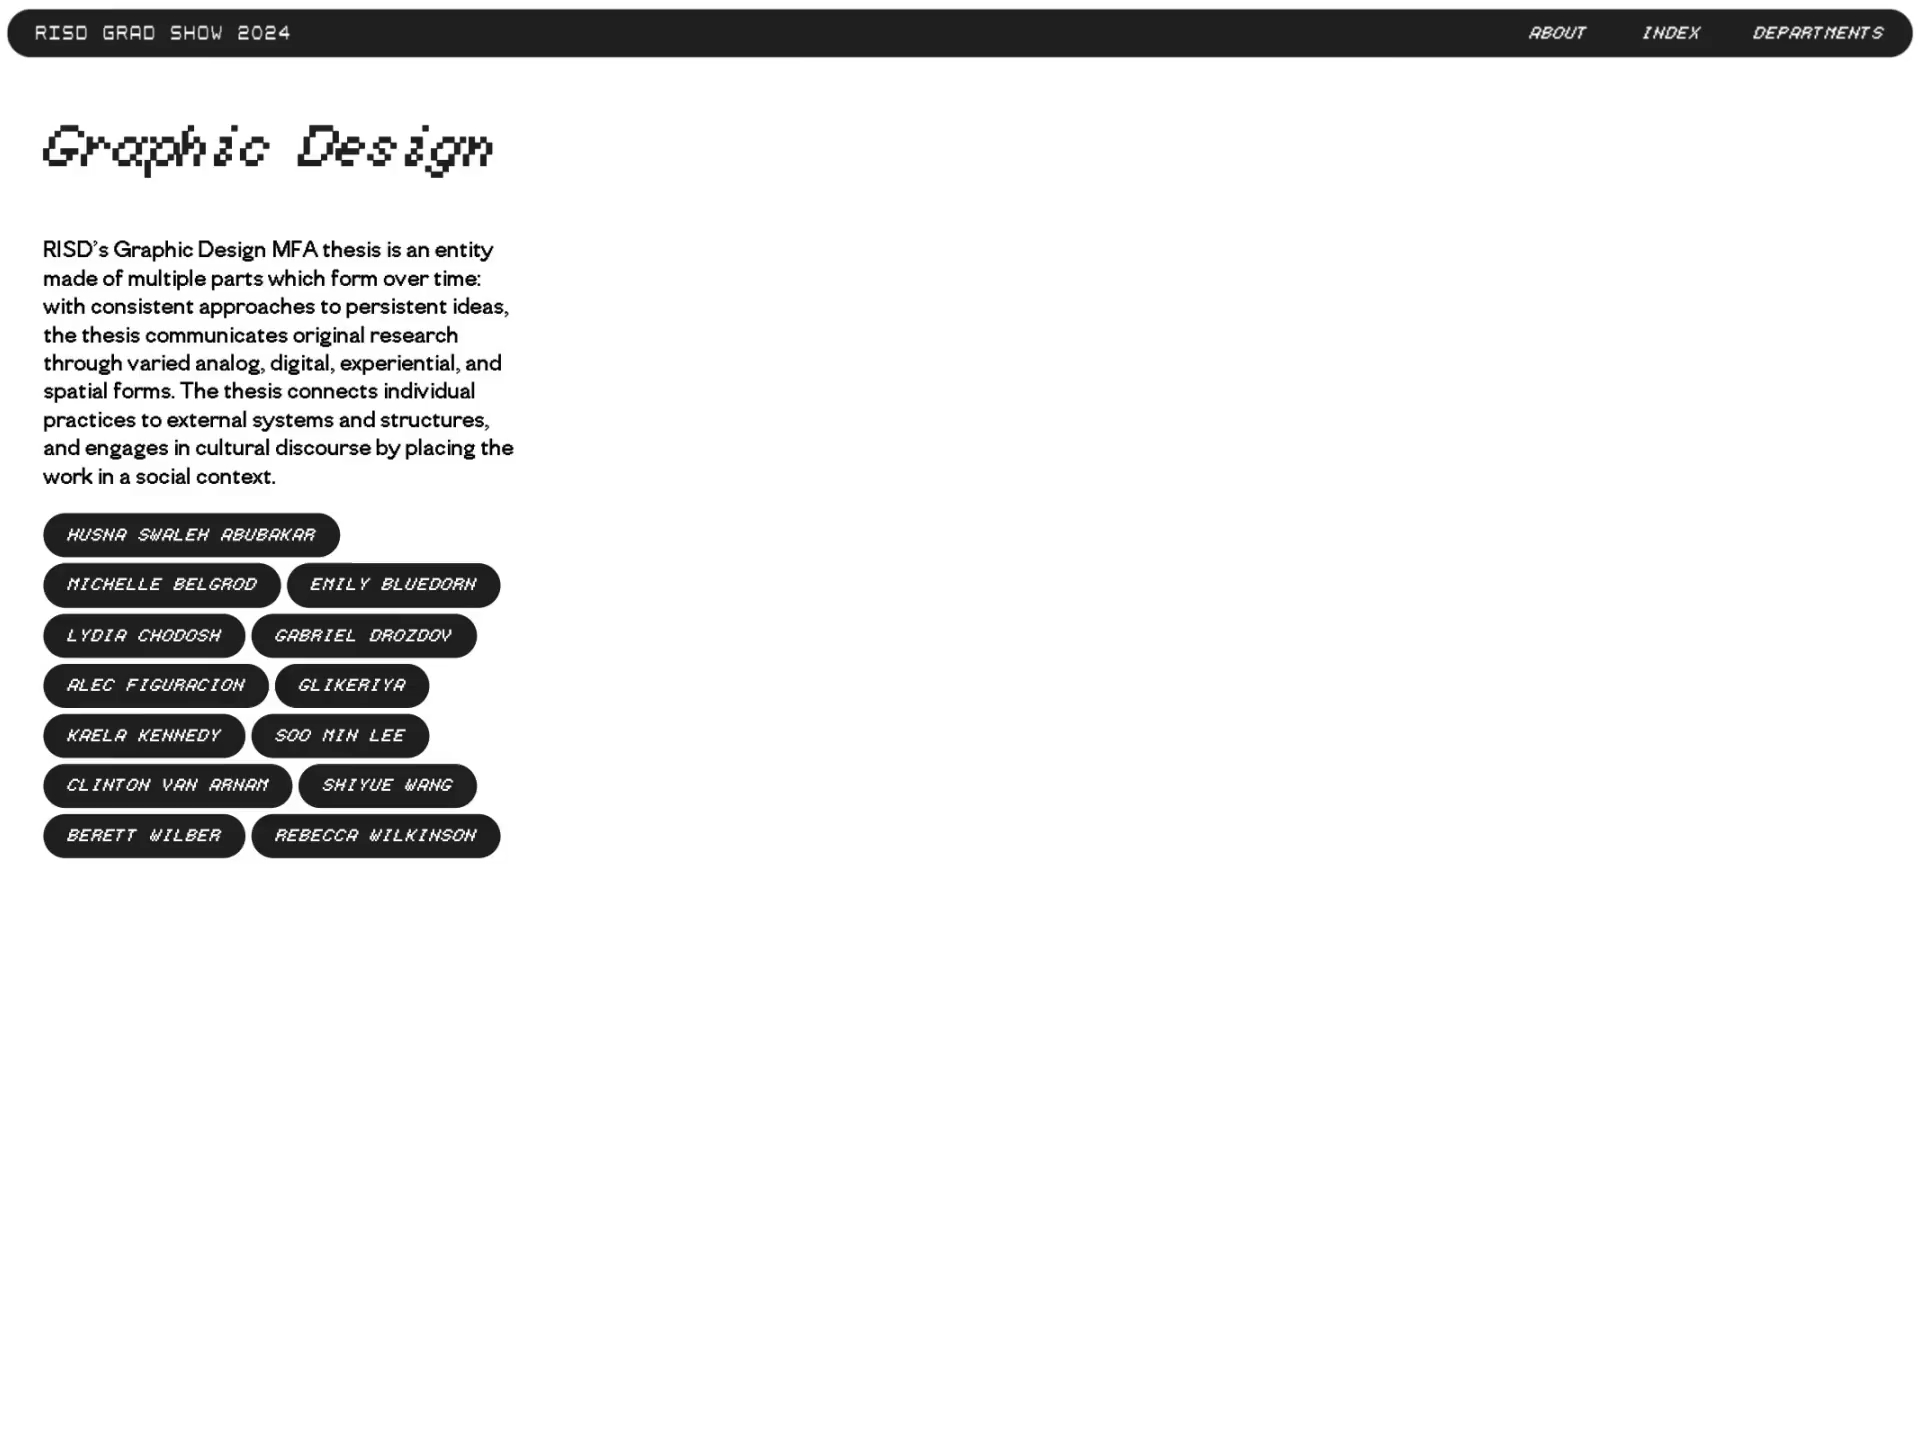 RISD GRAD SHOW 2024 ABOUT INDEX DEPARTMENTS
Graphic Design
RISD’s Graphic Design MFA thesis is an entity
made of multiple parts which form over time:
with consistent approaches to persistent ideas,
the thesis communicates original research
through varied analog, digital, experiential, and
spatial forms. The thesis connects individual
practices to external systems and structures,
and engages in cultural discourse by placing the
work in a social context.
HUSNA SWALEH ABUBAKAR
MICHELLE BELGROD EMILY BLUEDORN
LYDIA CHODOSH GABRIEL DROZDOV
ALEC FIGURACION GLIKERIYA
KAELA KENNEDY SOO MIN LEE
CLINTON VAN ARNAM SHIYUE WANG
BERETT WILBER REBECCA WILKINSON